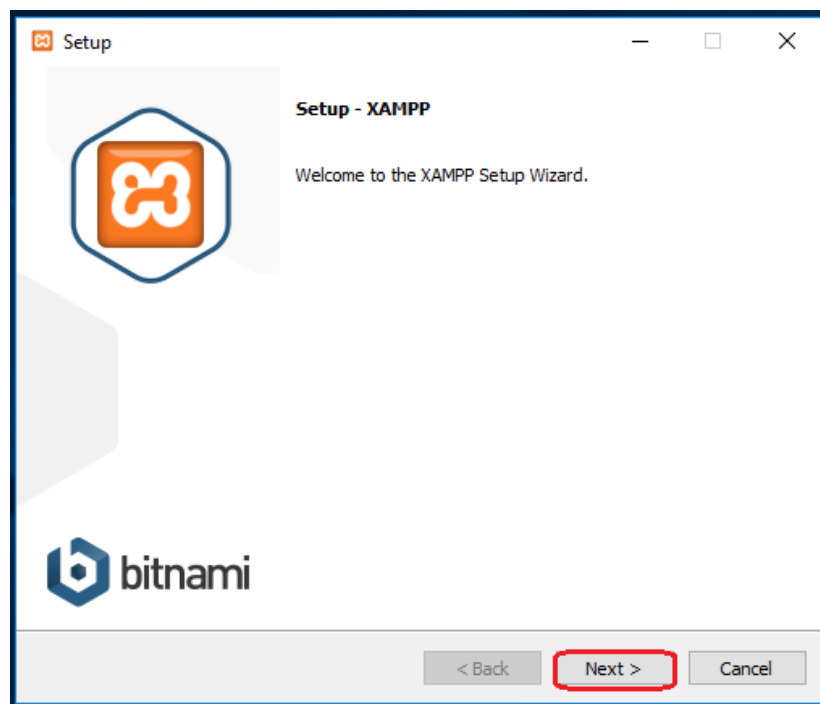 Setup
Setup - XAMPP
Welcome to the XAMPP Setup Wizard.
bitnami
< Back
Next >
Cancel